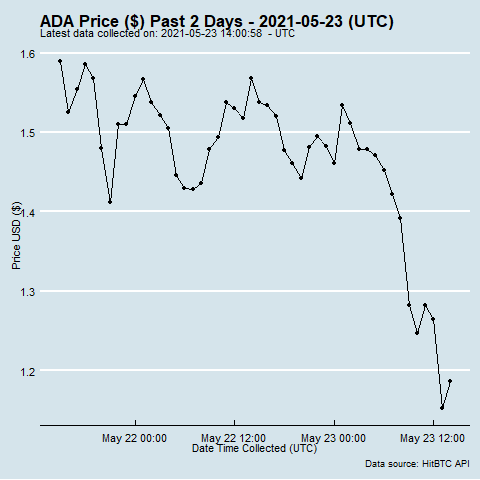 ADA Price ($) Past 2 Days - 2021-05-23 (UTC)
Latest data collected on: 2021-05-23 14:00:58 - UTC
1.6
1.5
1.4
1.3
1.2
Price USD ($)
May 22 00:00 May 22 12:00 May 23 00:00 May 23 12:00
Date Time Collected (UTC)
Data source: HitBTC API